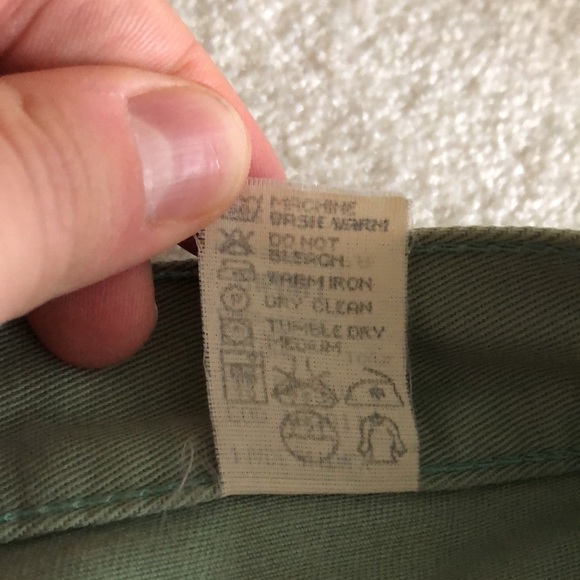 MACHINE
WASH WARM
DO NOT
BLEACH
WARM IRON
DRY CLEAN
TUMBLE DRY
MEDIUM